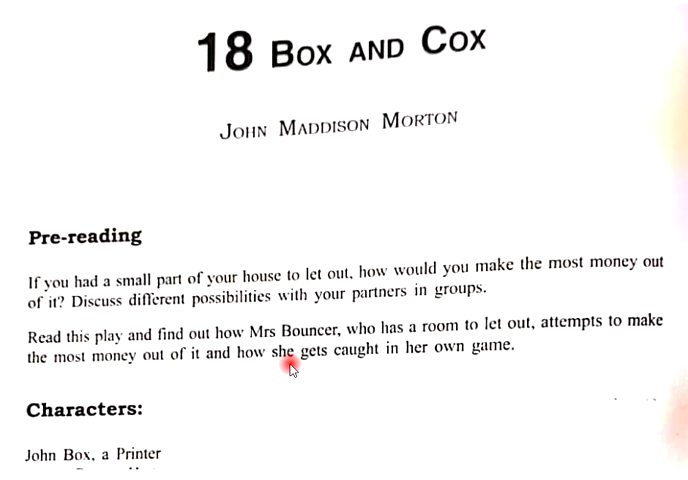 18 BOX AND COX
JOHN MADDISON MORTON
Pre-reading
If you had a small part of your house to let out, how would you make the most money out
of it? Discuss different possibilities with your partners in groups.
Read this play and find out how Mrs Bouncer, who has a room to let out, attempts to make
the most money out of it and how she gets caught in her own game.
Characters:
John Box, a Printer